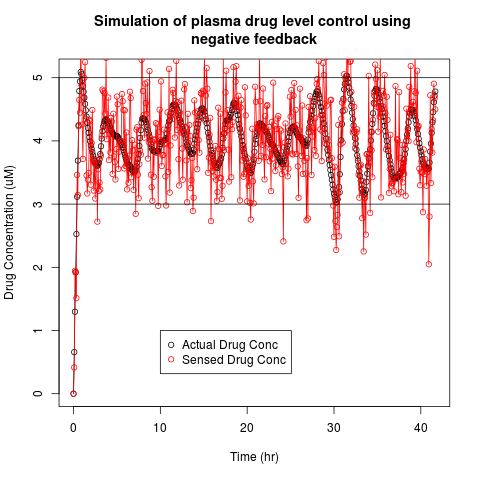 Simulation of plasma drug level control using
negative feedback
Drug Concentration (uM)
5
4
3
2
1
0
Actual Drug Conc
Sensed Drug Conc
0 10 20 30 40
Time (hr)